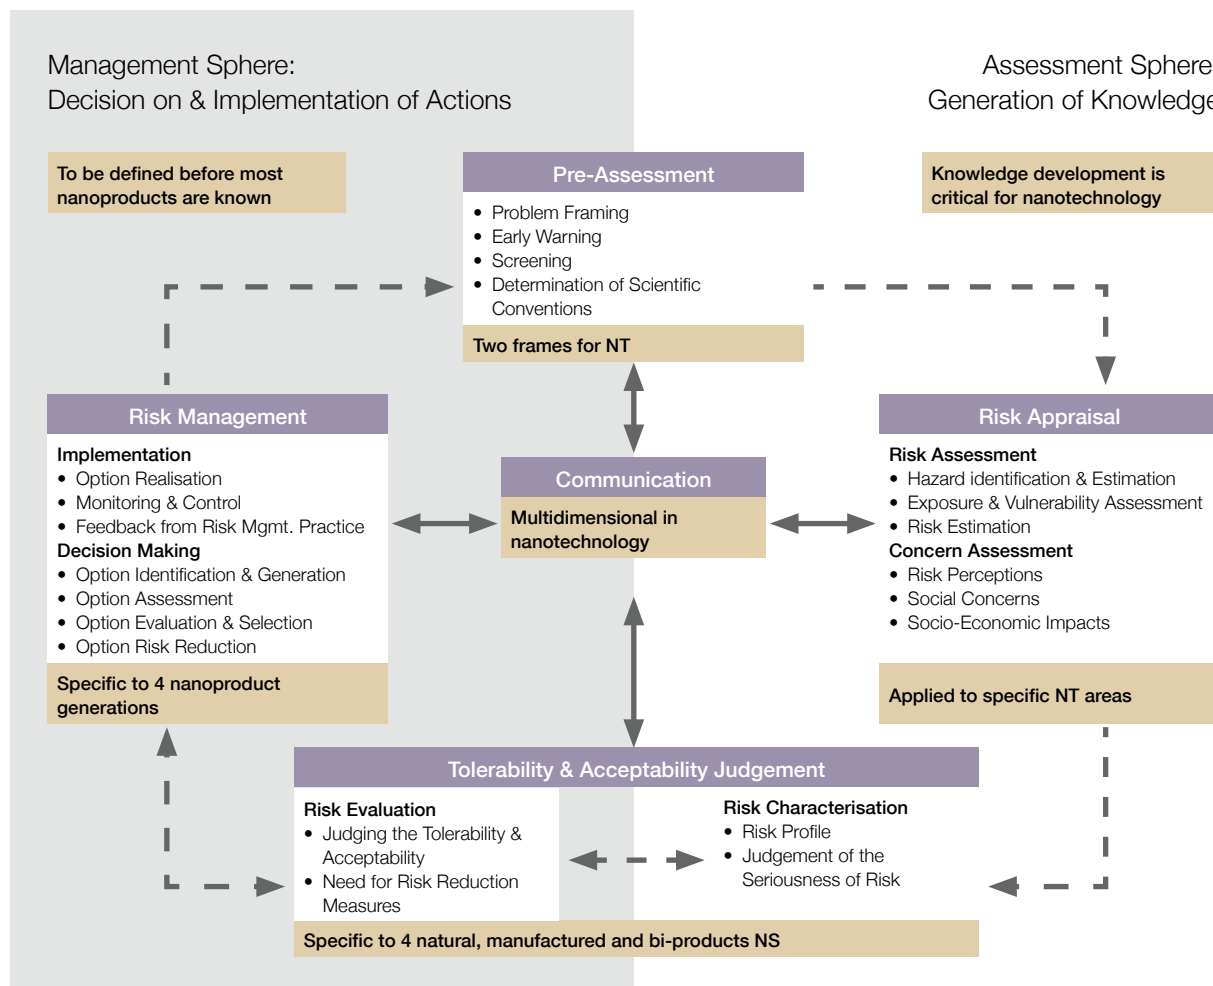 Management Sphere:
Decision on & Implementation of Actions
Assessment Sphere
Generation of Knowledge
To be defined before most
nanoproducts are known
Pre-Assessment
• Problem Framing
• Early Warning
• Screening
• Determination of Scientific
Conventions
Two frames for NT
Knowledge development is
critical for nanotechnology
Risk Management
Implementation
• Option Realisation
• Monitoring & Control
• Feedback from Risk Mgmt. Practice
Decision Making
• Option Identification & Generation
• Option Assessment
• Option Evaluation & Selection
• Option Risk Reduction
Specific to 4 nanoproduct
generations
Communication
Multidimensional in
nanotechnology
Risk Appraisal
Risk Assessment
• Hazard identification & Estimation
• Exposure & Vulnerability Assessment
• Risk Estimation
Concern Assessment
• Risk Perceptions
• Social Concerns
• Socio-Economic Impacts
Applied to specific NT areas
Tolerability & Acceptability Judgement
Risk Evaluation
• Judging the Tolerability &
Acceptability
• Need for Risk Reduction
Measures
Risk Characterisation
• Risk Profile
• Judgement of the
Seriousness of Risk
Specific to 4 natural, manufactured and bi-products NS